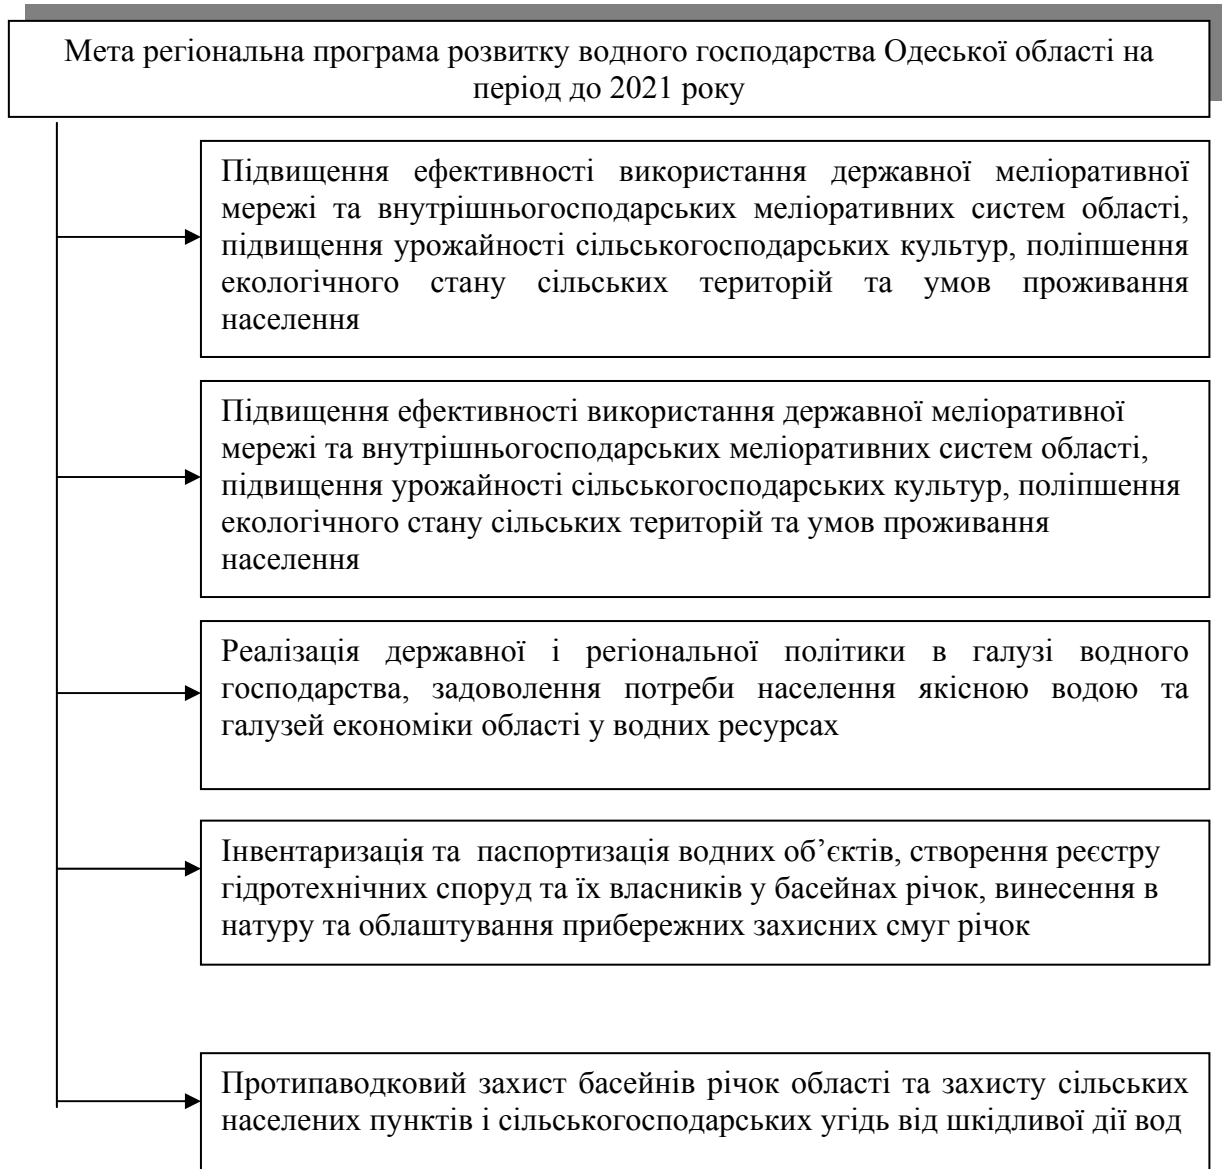 Мета регіональна програма розвитку водного господарства Одеської області на
період до 2021 року
Підвищення ефективності використання державної меліоративної
мережі та внутрішньогосподарських меліоративних систем області,
підвищення урожайності сільськогосподарських культур, поліпшення
екологічного стану сільських територій та умов проживання
населення
Підвищення ефективності використання державної меліоративної
мережі та внутрішньогосподарських меліоративних систем області,
підвищення урожайності сільськогосподарських культур, поліпшення
екологічного стану сільських територій та умов проживання
населення
Реалізація державної і регіональної політики в галузі водного
господарства, задоволення потреби населення якісною водою та
галузей економіки області у водних ресурсах
Інвентаризація та паспортизація водних об’єктів, створення реєстру
гідротехнічних споруд та їх власників у басейнах річок, винесення в
натуру та облаштування прибережних захисних смуг річок
Протипаводковий захист басейнів річок області та захисту сільських
населених пунктів і сільськогосподарських угідь від шкідливої дії вод